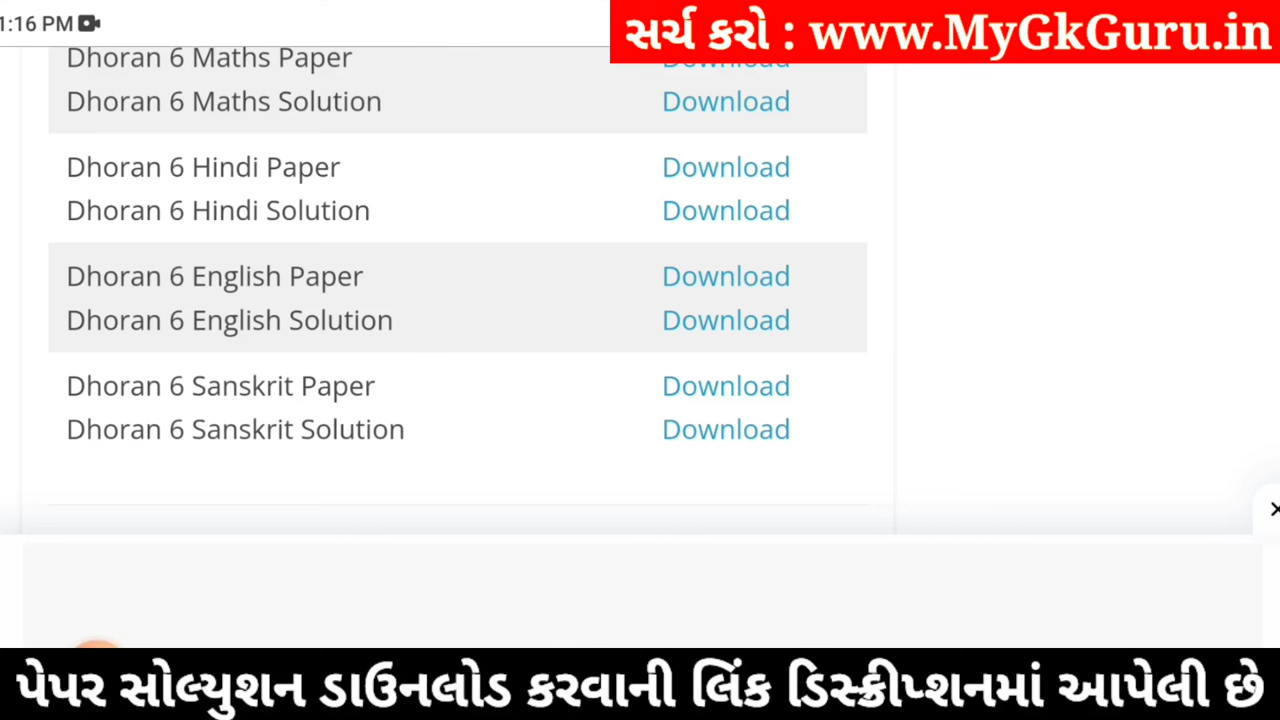 1:16 PM
સર્ચ કરો : www.MyGkGuru.in
Dhoran 6 Maths Paper Download
Dhoran 6 Maths Solution Download
Dhoran 6 Hindi Paper Download
Dhoran 6 Hindi Solution Download
Dhoran 6 English Paper Download
Dhoran 6 English Solution Download
Dhoran 6 Sanskrit Paper Download
Dhoran 6 Sanskrit Solution Download
પેપર સોલ્યુશન ડાઉનલોડ કરવાની લિંક ડિસ્ક્રીપ્શનમાં આપેલી છે